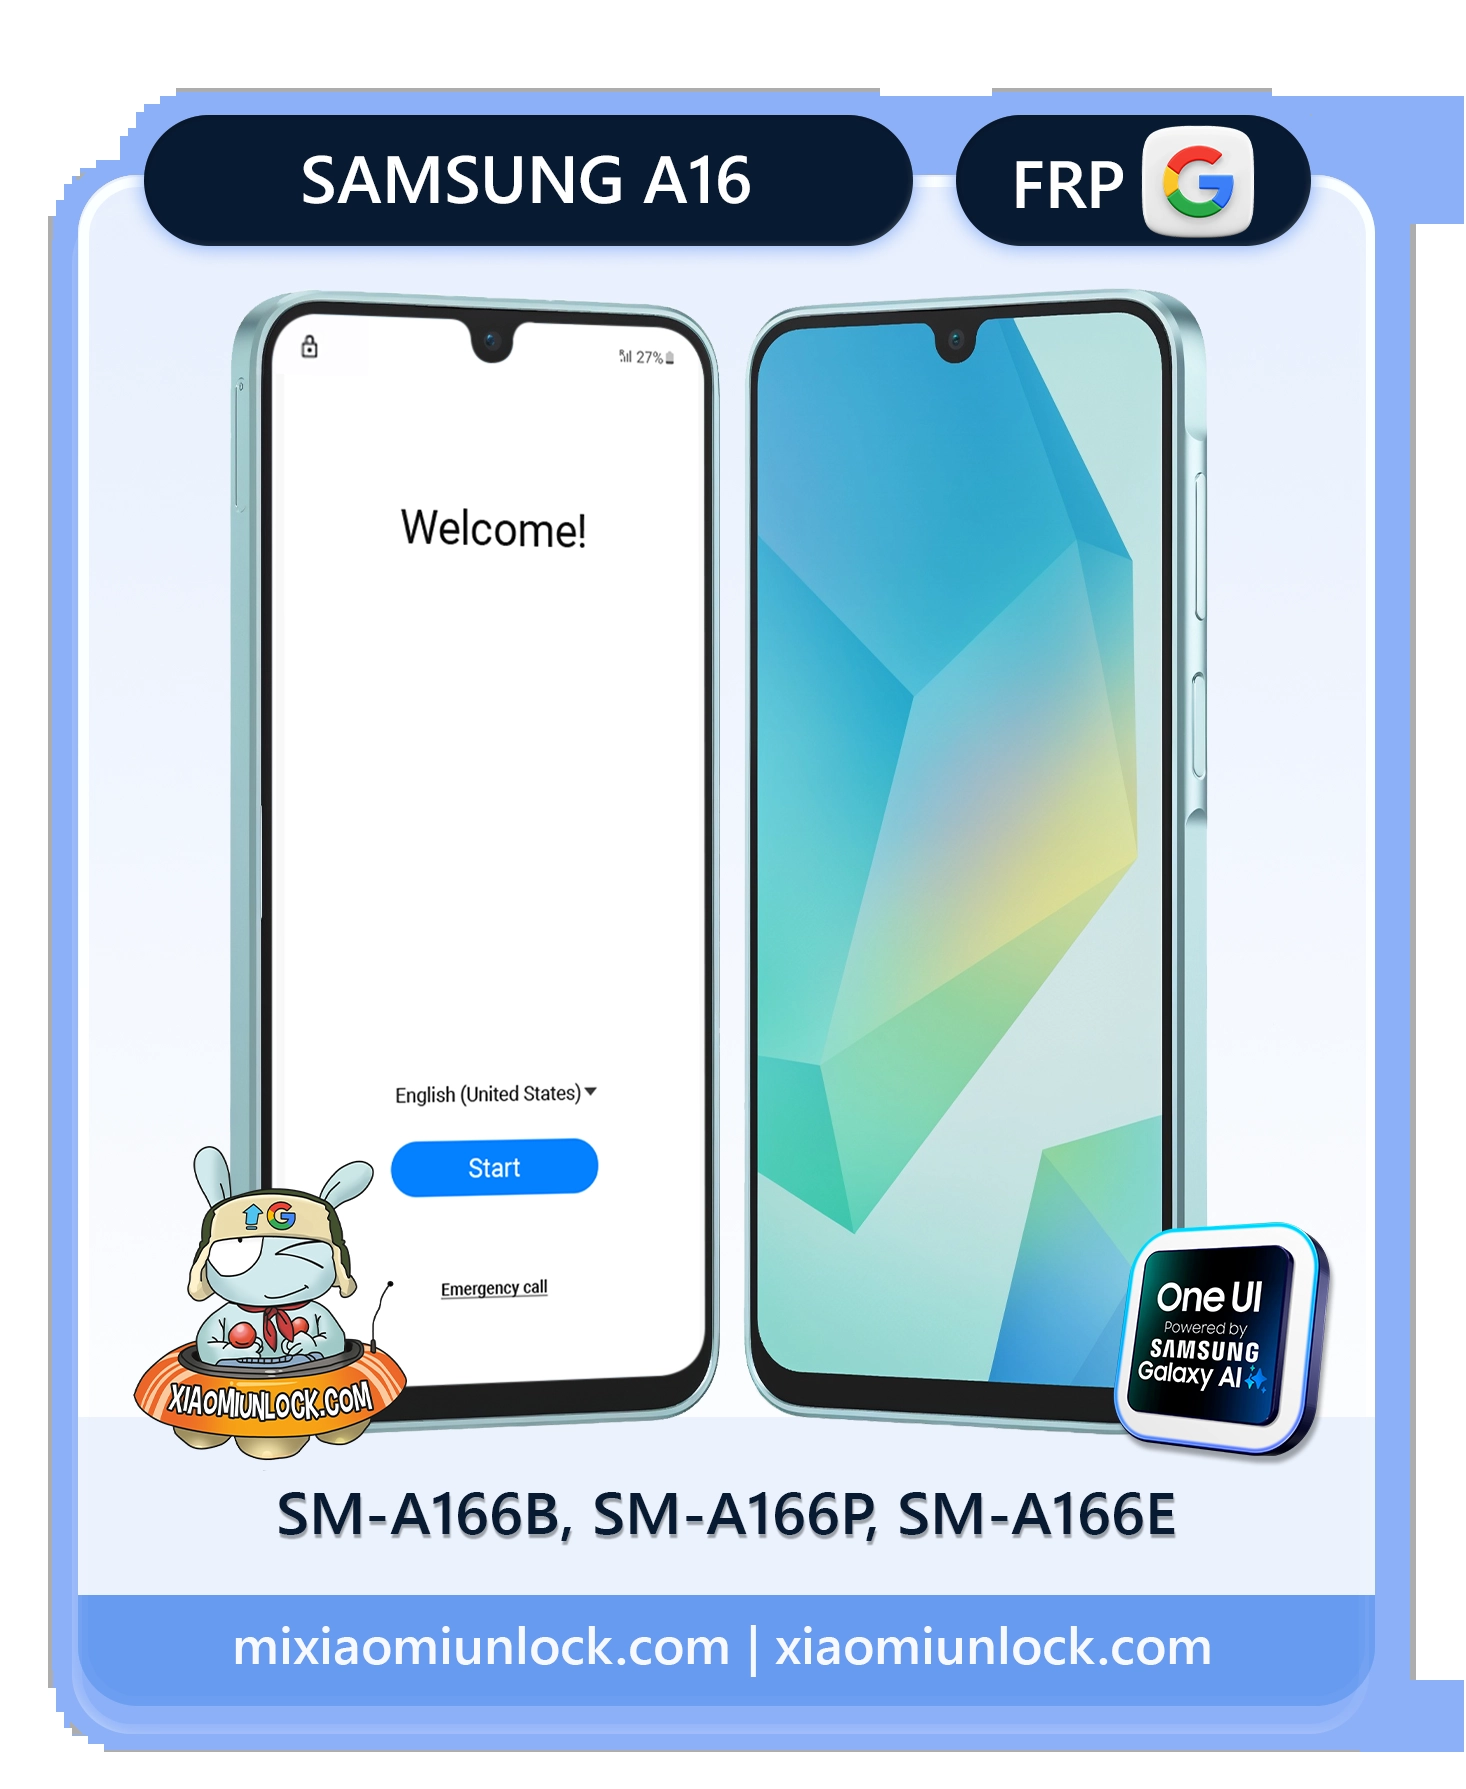 SAMSUNG A16
FRP G
27%
Welcome!
English (United States)
Start
Emergency call
G
XIAOMIUNLOCK.COM
One UI
Powered by
SAMSUNG
Galaxy AI
SM-A166B, SM-A166P, SM-A166E
mixiaomiunlock.com | xiaomiunlock.com